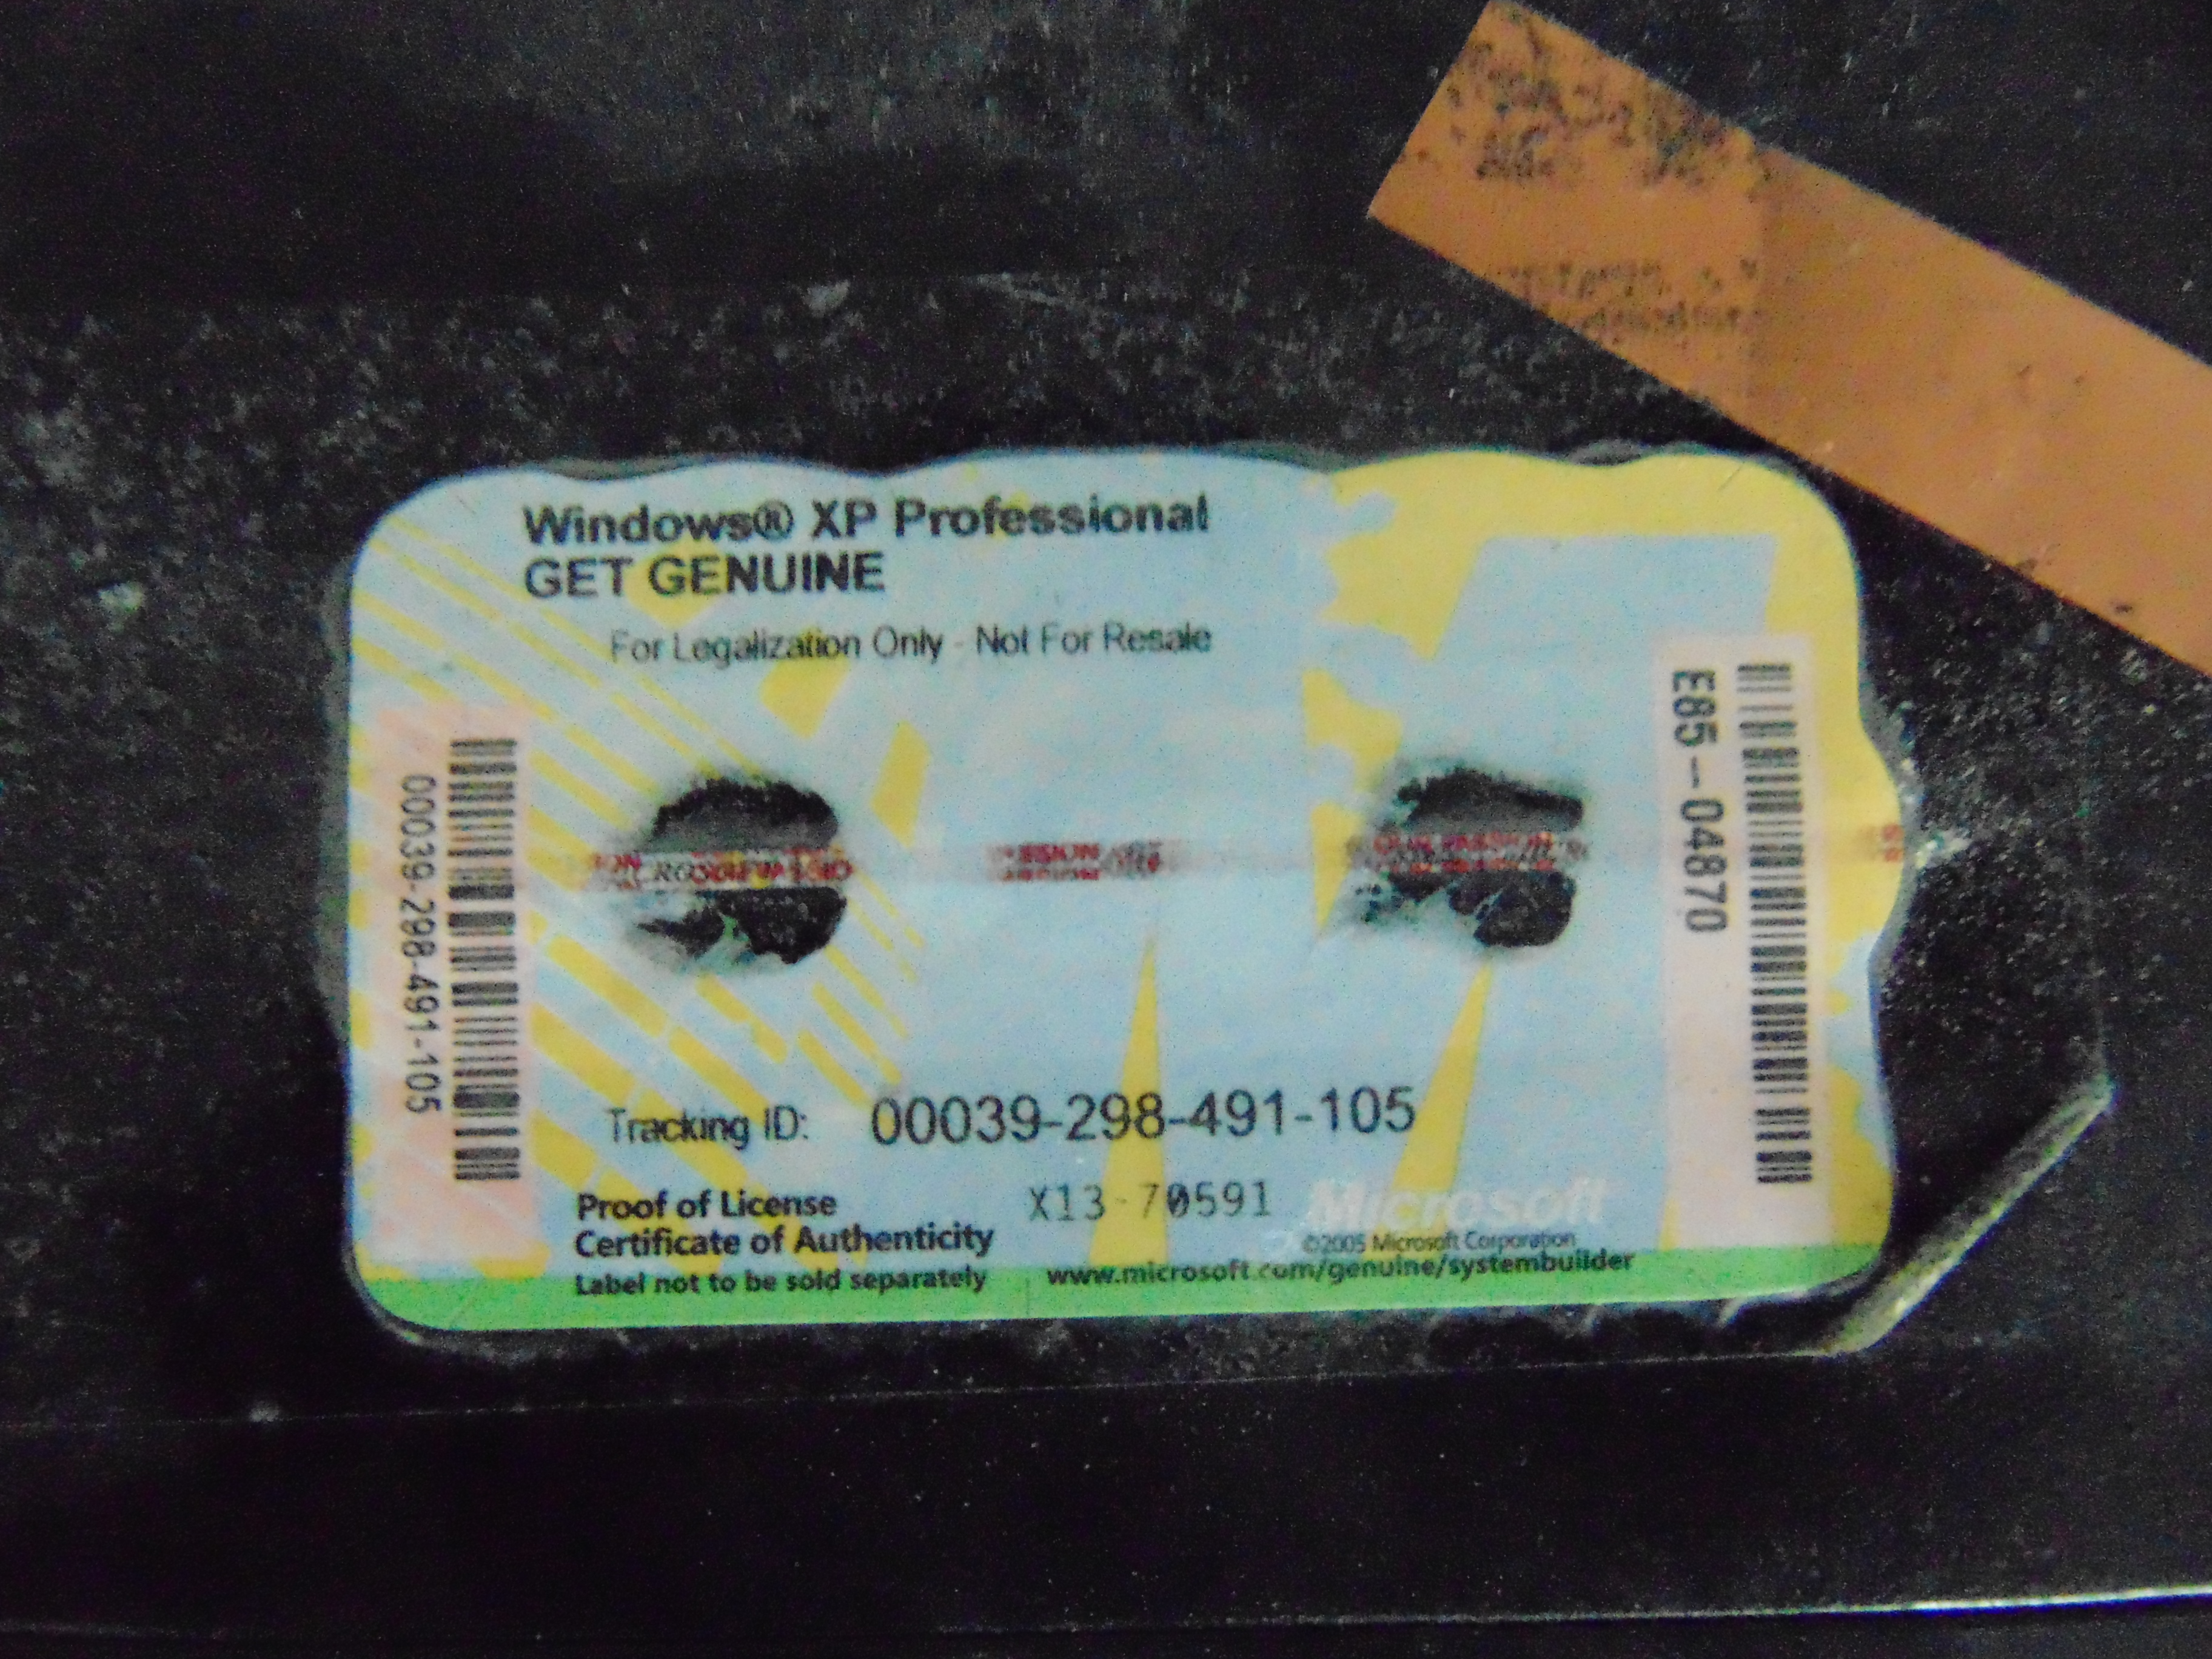 Windows® XP Professional
GET GENUINE
For Legalization Only - Not For Resale
00039-298-491-105
E85-04870
Tracking ID: 00039-298-491-105
Proof of License
X13-70591
Certificate of Authenticity
Microsoft
©2005 Microsoft Corporation
Label not to be sold separately
www.microsoft.com/genuine/systembuilder